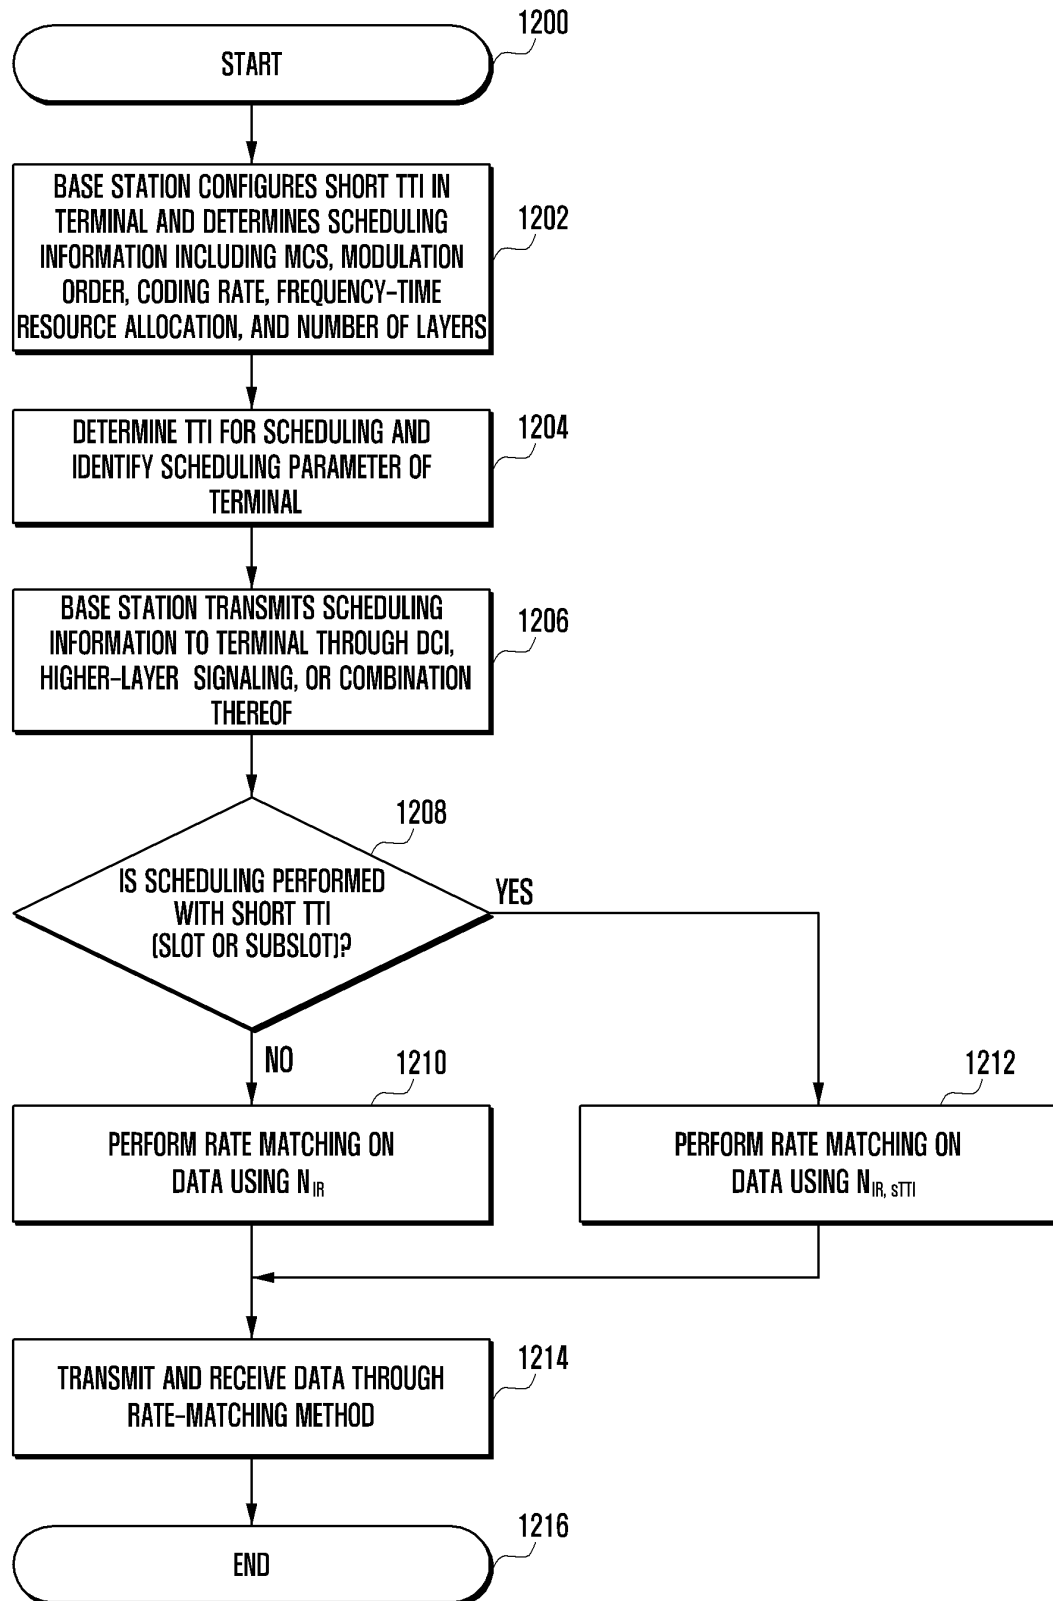 1200
START
BASE STATION CONFIGURES SHORT TTI IN
TERMINAL AND DETERMINES SCHEDULING
INFORMATION INCLUDING MCS, MODULATION
ORDER, CODING RATE, FREQUENCY-TIME
RESOURCE ALLOCATION, AND NUMBER OF LAYERS
1202
DETERMINE TTI FOR SCHEDULING AND
IDENTIFY SCHEDULING PARAMETER OF
TERMINAL
1204
BASE STATION TRANSMITS SCHEDULING
INFORMATION TO TERMINAL THROUGH DCI,
HIGHER-LAYER SIGNALING, OR COMBINATION
THEREOF
1206
1208
IS SCHEDULING PERFORMED
WITH SHORT TTI
(SLOT OR SUBSLOT)?
YES
NO
1210
PERFORM RATE MATCHING ON
DATA USING N_IR
1212
PERFORM RATE MATCHING ON
DATA USING N_IR, sTTI
1214
TRANSMIT AND RECEIVE DATA THROUGH
RATE-MATCHING METHOD
1216
END